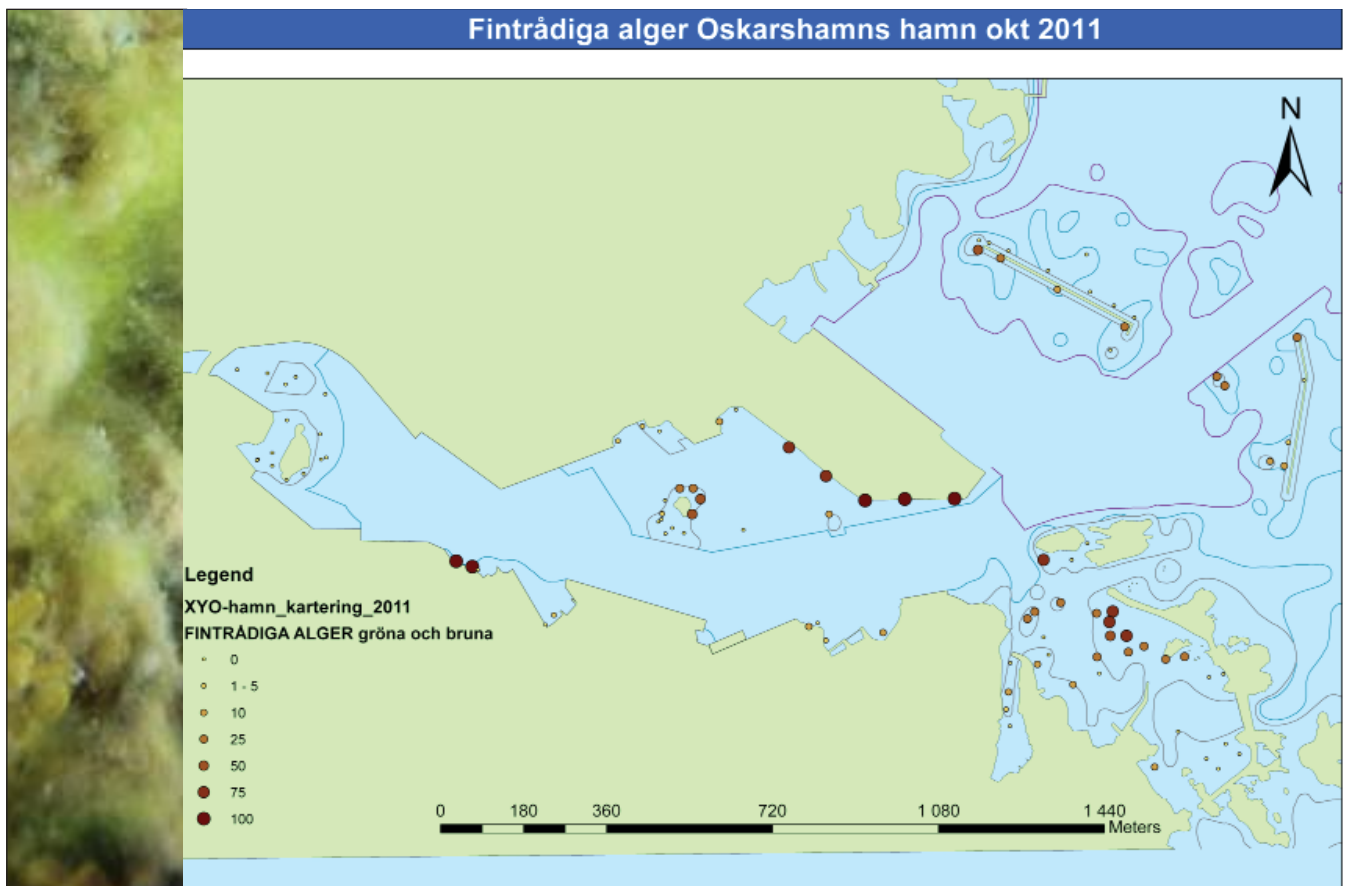 Fintrådiga alger Oskarshamns hamn okt 2011
N
Legend
XYO-hamn_kartering_2011
FINTRÅDIGA ALGER gröna och bruna
0
1 - 5
10
25
50
75
100
0 180 360 720 1 080 1 440
Meters